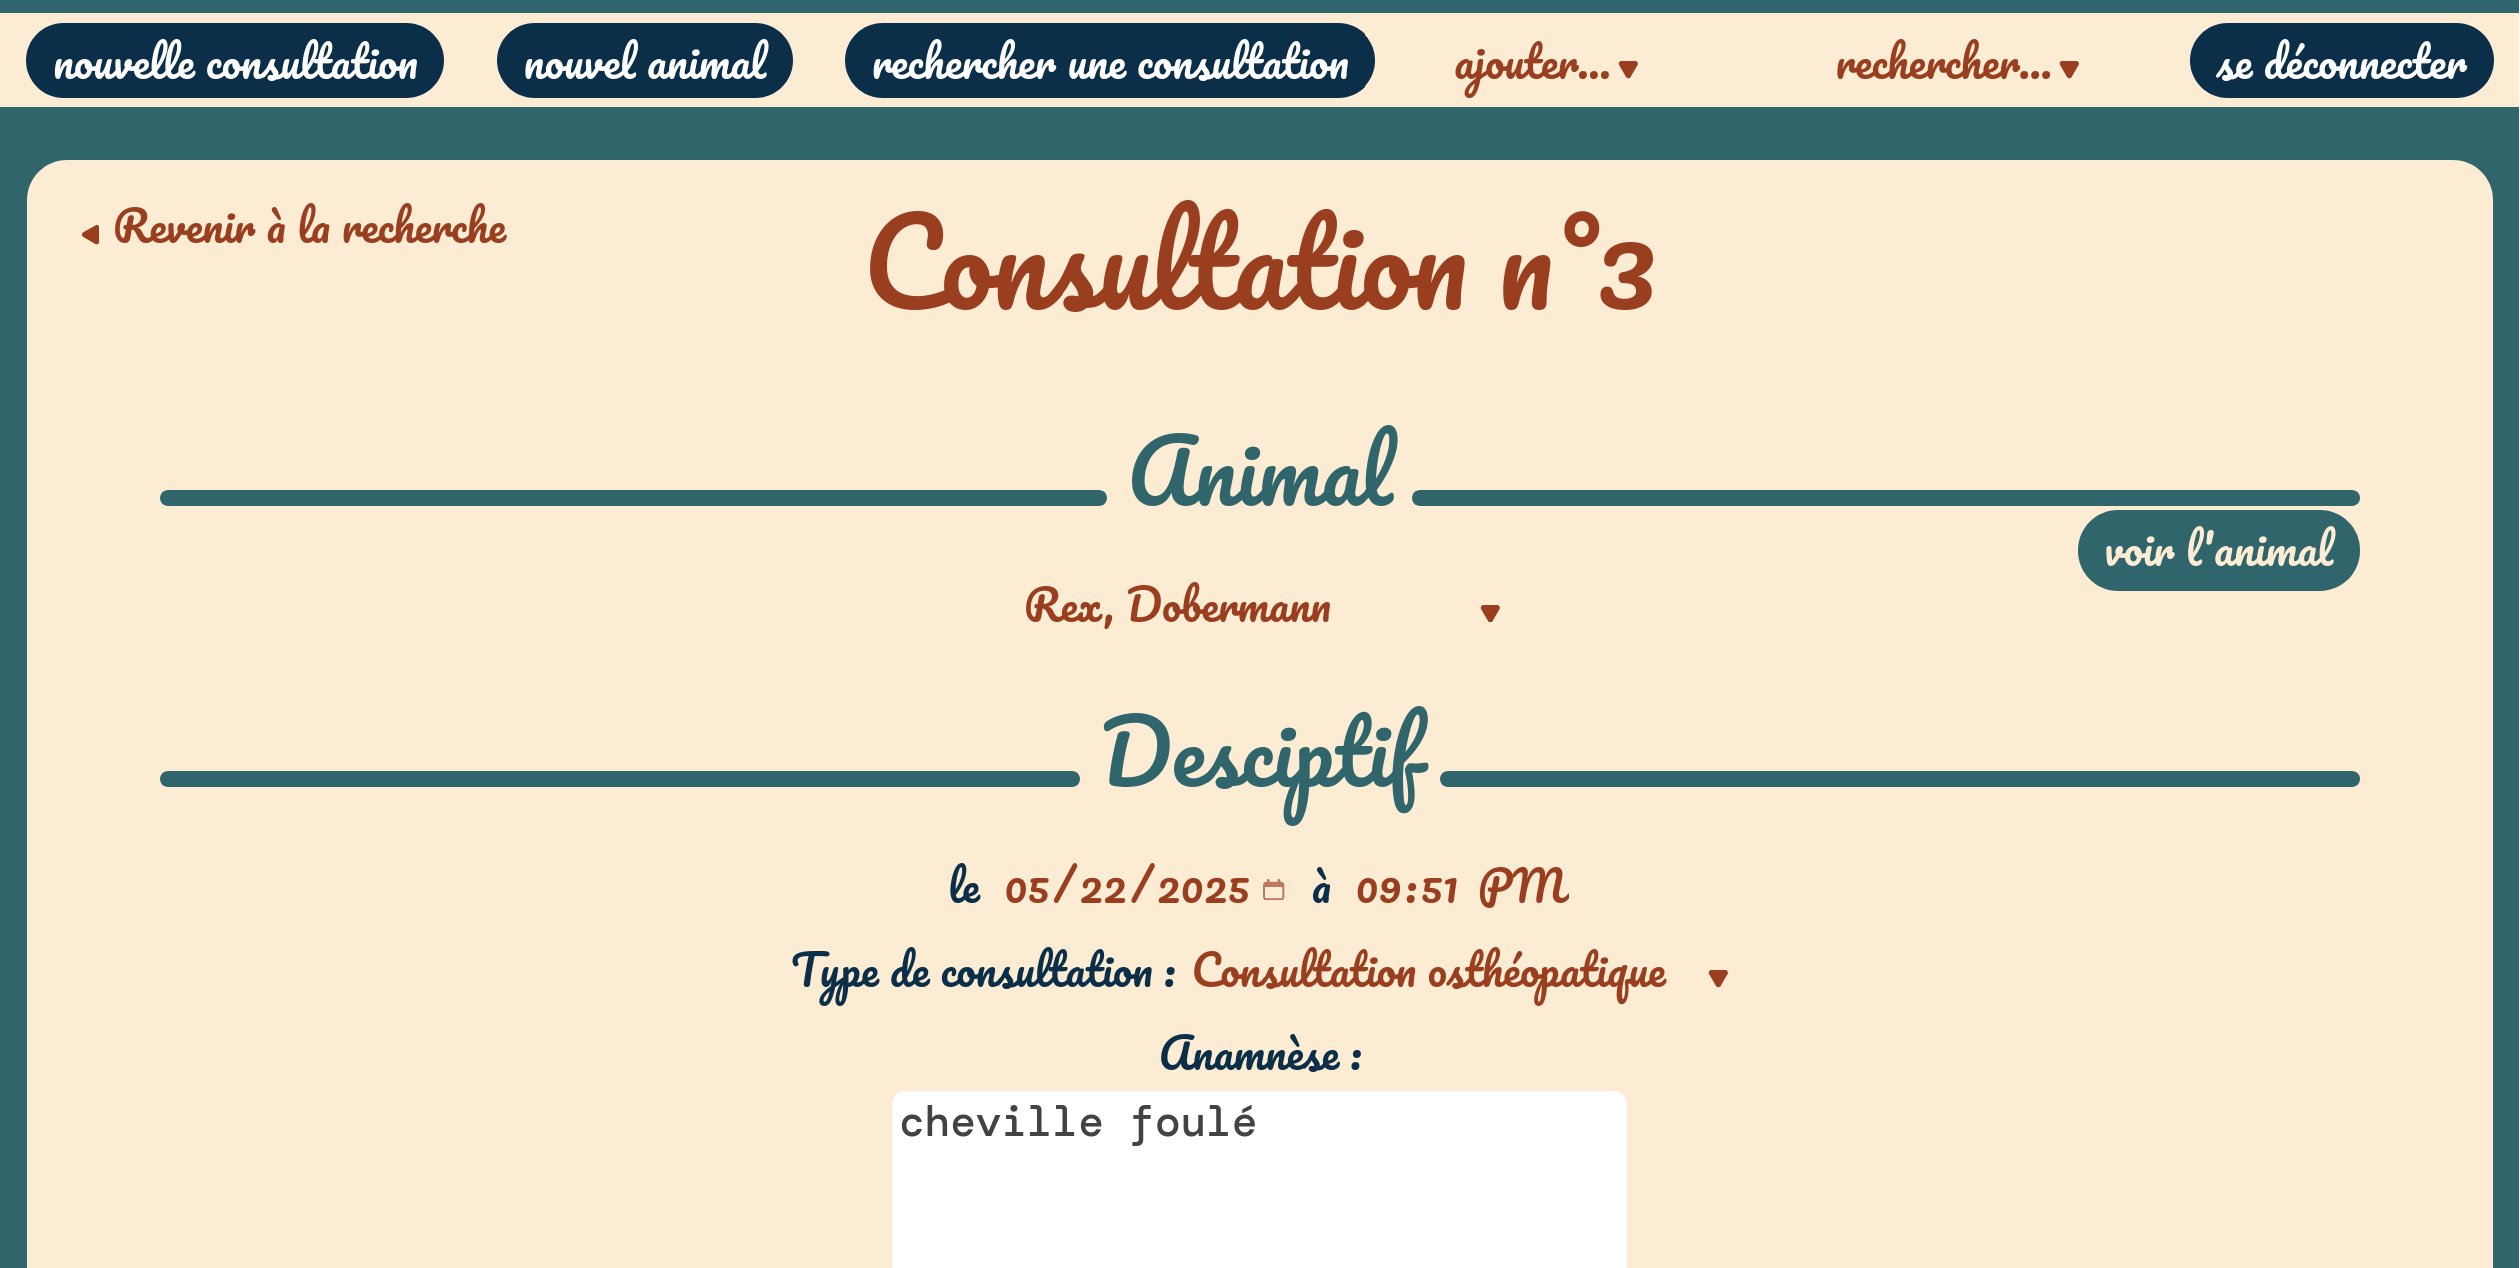 nouvelle consultation nouvel animal rechercher une consultation ajouter... rechercher... se déconnecter
Revenir à la recherche
Consultation n°3
Animal
voir l'animal
Rex, Dobermann
Desciptif
le 05/22/2025 à 09:51 PM
Type de consultation : Consultation osthéopatique
Anamnèse :
cheville foulé